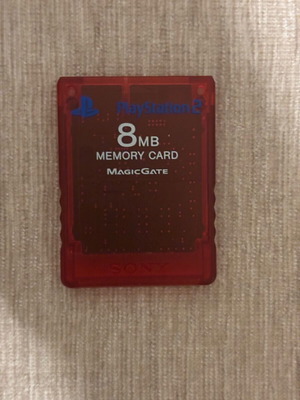 PlayStation 2
8MB
MEMORY CARD
MAGICGATE
SONY